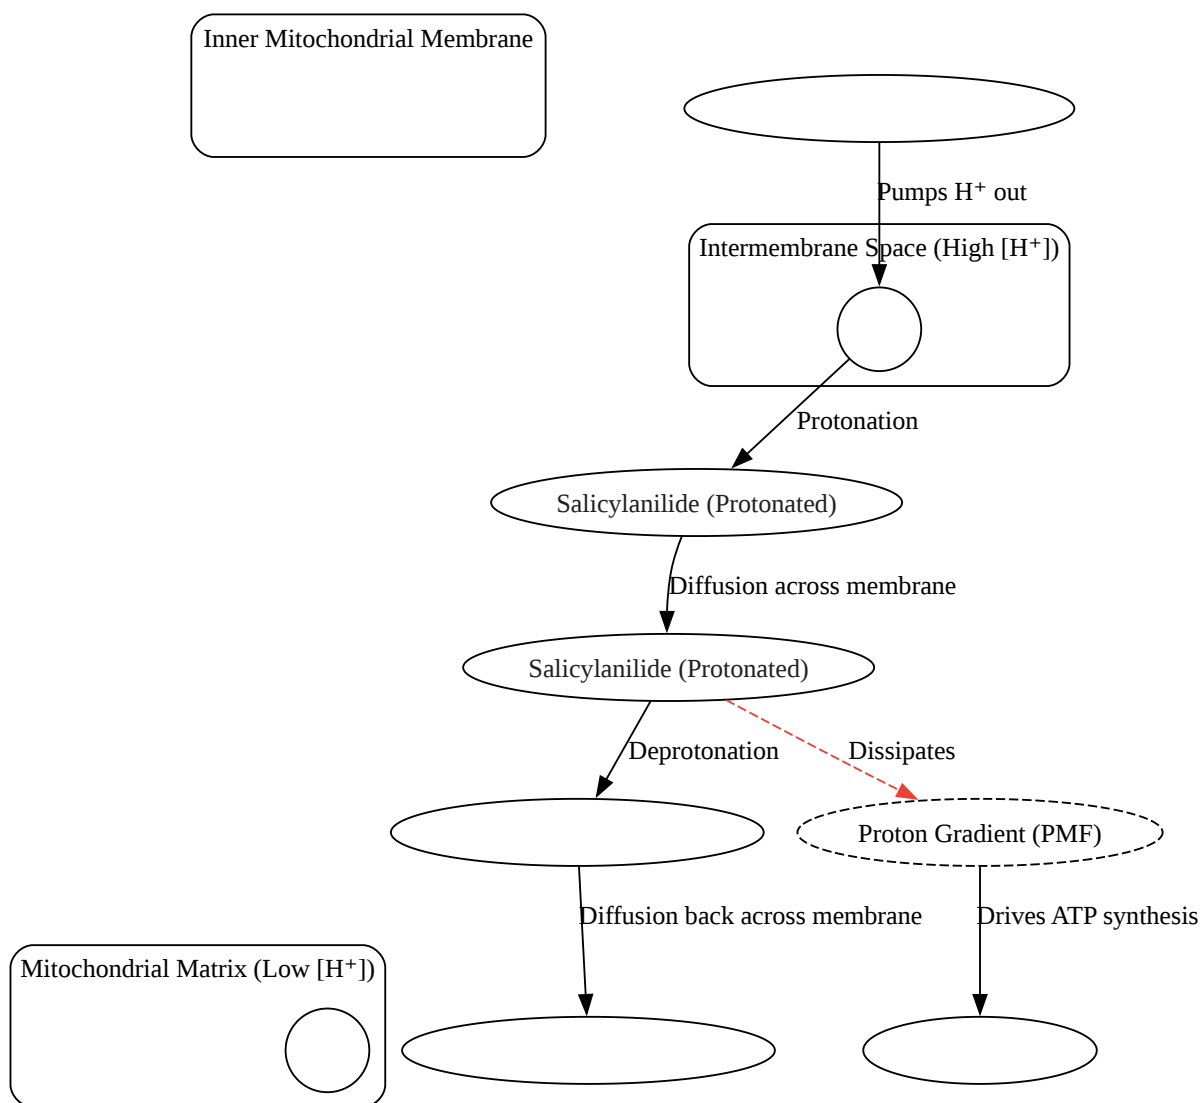 Inner Mitochondrial Membrane
Pumps H⁺ out
Intermembrane Space (High [H⁺])
Protonation
Salicylanilide (Protonated)
Diffusion across membrane
Salicylanilide (Protonated)
Deprotonation
Dissipates
Proton Gradient (PMF)
Diffusion back across membrane
Drives ATP synthesis
Mitochondrial Matrix (Low [H⁺])